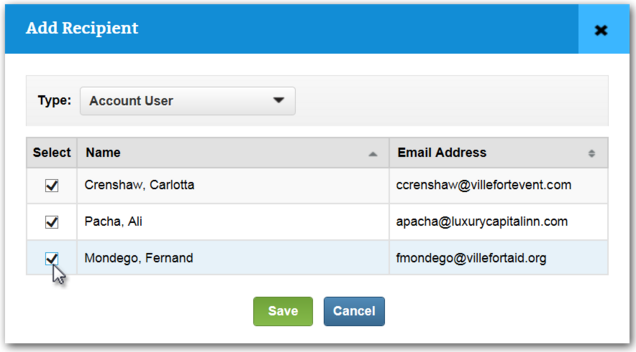 Add Recipient
Type: Account User
Select Name Email Address
Crenshaw, Carlotta ccrenshaw@villefortevent.com
Pacha, Ali apacha@luxurycapitalinn.com
Mondego, Fernand fmondego@villefortaid.org
Save Cancel